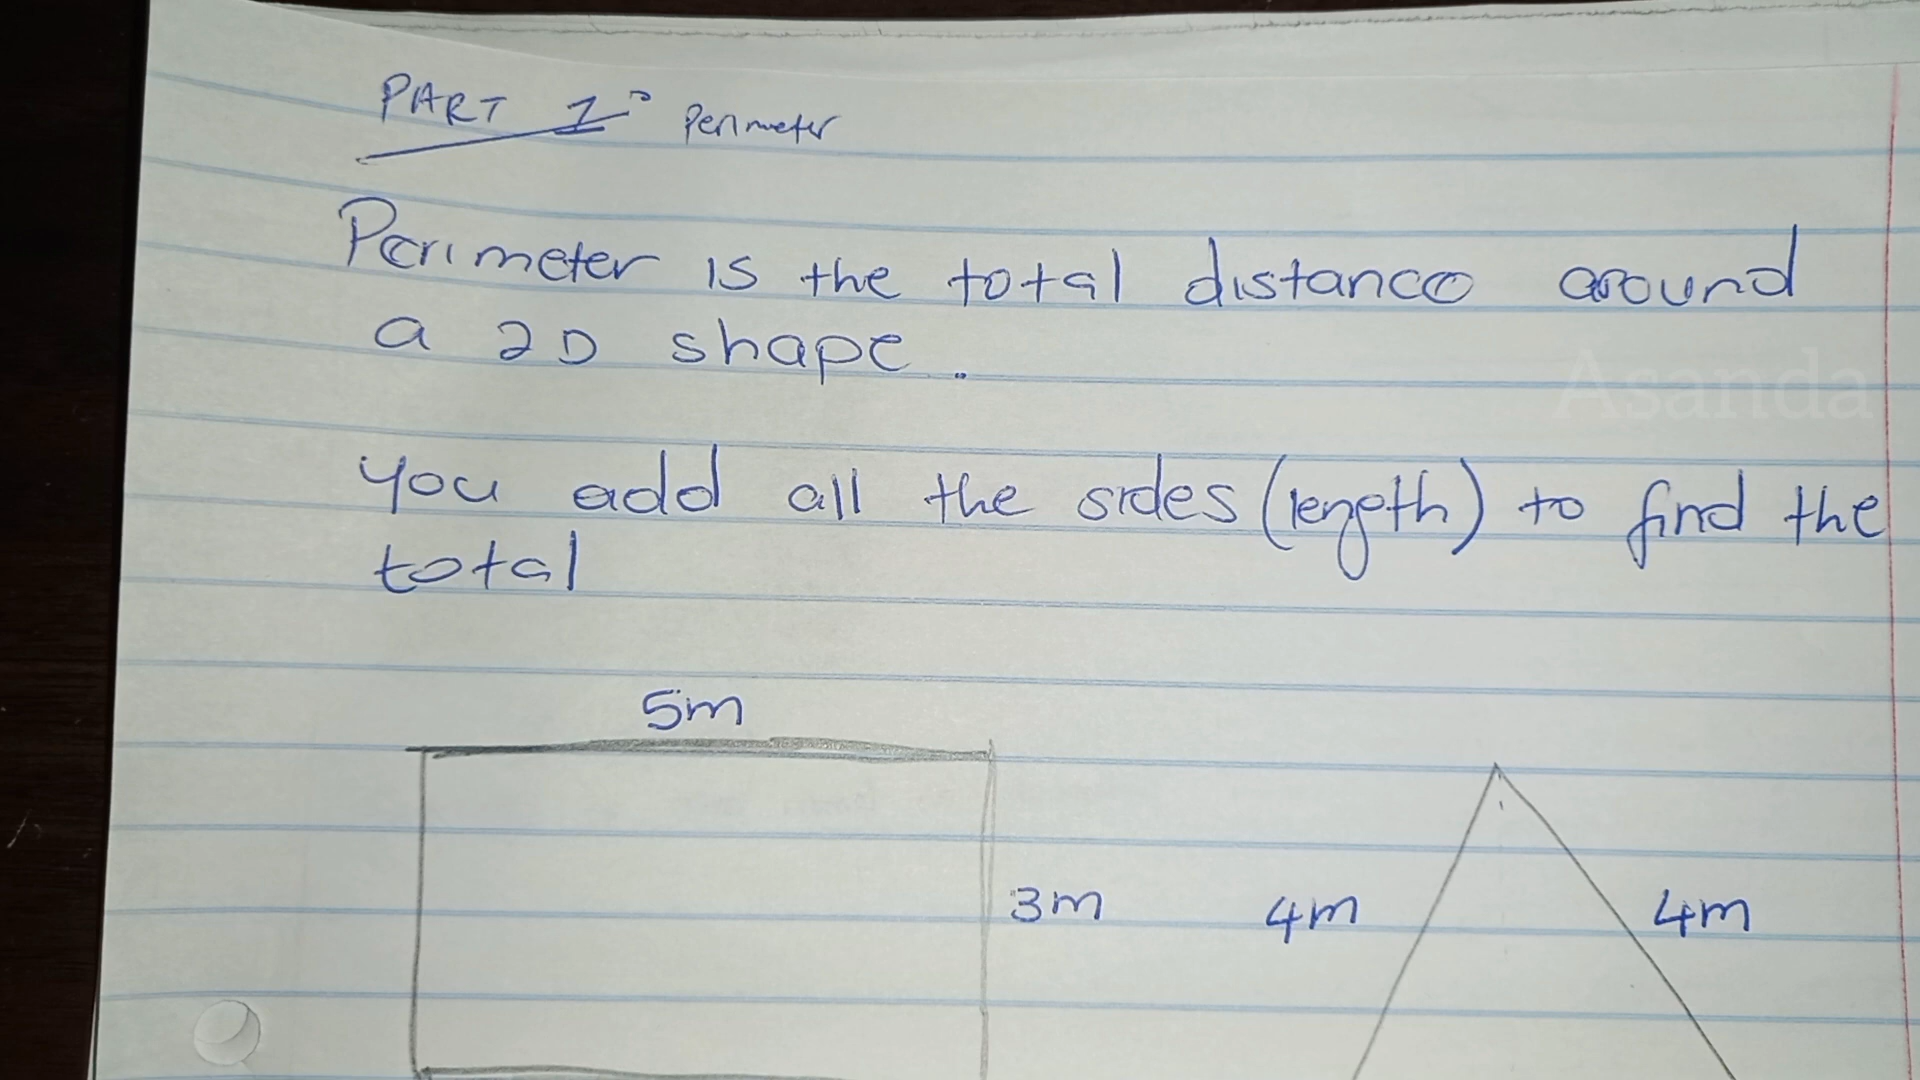 PART 1: Perimeter
Perimeter is the total distance around
a 2D shape.
you add all the sides (length) to find the
total
5m
3m
4m
4m
Asanda